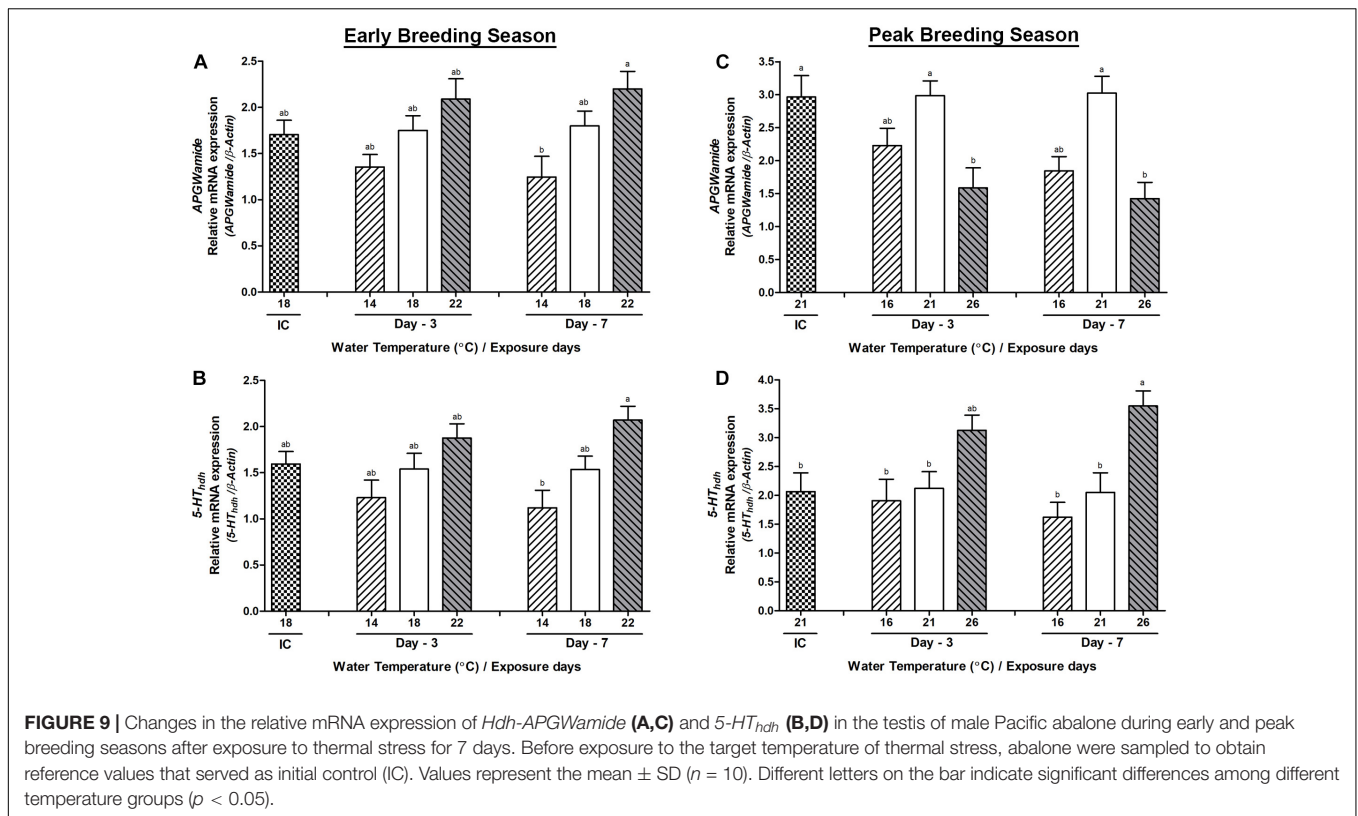 Early Breeding Season
Peak Breeding Season
A
APGWamide
Relative mRNA expression
(APGWamide /β-Actin)
2.5
2.0
1.5
1.0
0.5
0.0
ab
ab
ab
ab
b
ab
a
18
14
18
22
14
18
22
IC
Day - 3
Day - 7
Water Temperature (°C) / Exposure days
C
APGWamide
Relative mRNA expression
(APGWamide /β-Actin)
3.5
3.0
2.5
2.0
1.5
1.0
0.5
0.0
a
ab
a
b
ab
a
b
21
16
21
26
16
21
26
IC
Day - 3
Day - 7
Water Temperature (°C) / Exposure days
B
5-HThdh
Relative mRNA expression
(5-HThdh /β-Actin)
2.5
2.0
1.5
1.0
0.5
0.0
ab
ab
ab
ab
b
ab
a
18
14
18
22
14
18
22
IC
Day - 3
Day - 7
Water Temperature (°C) / Exposure days
D
5-HThdh
Relative mRNA expression
(5-HThdh /β-Actin)
4.0
3.5
3.0
2.5
2.0
1.5
1.0
0.5
0.0
b
b
b
ab
b
b
a
21
16
21
26
16
21
26
IC
Day - 3
Day - 7
Water Temperature (°C) / Exposure days
FIGURE 9 | Changes in the relative mRNA expression of Hdh-APGWamide (A,C) and 5-HThdh (B,D) in the testis of male Pacific abalone during early and peak
breeding seasons after exposure to thermal stress for 7 days. Before exposure to the target temperature of thermal stress, abalone were sampled to obtain
reference values that served as initial control (IC). Values represent the mean ± SD (n = 10). Different letters on the bar indicate significant differences among different
temperature groups (p < 0.05).